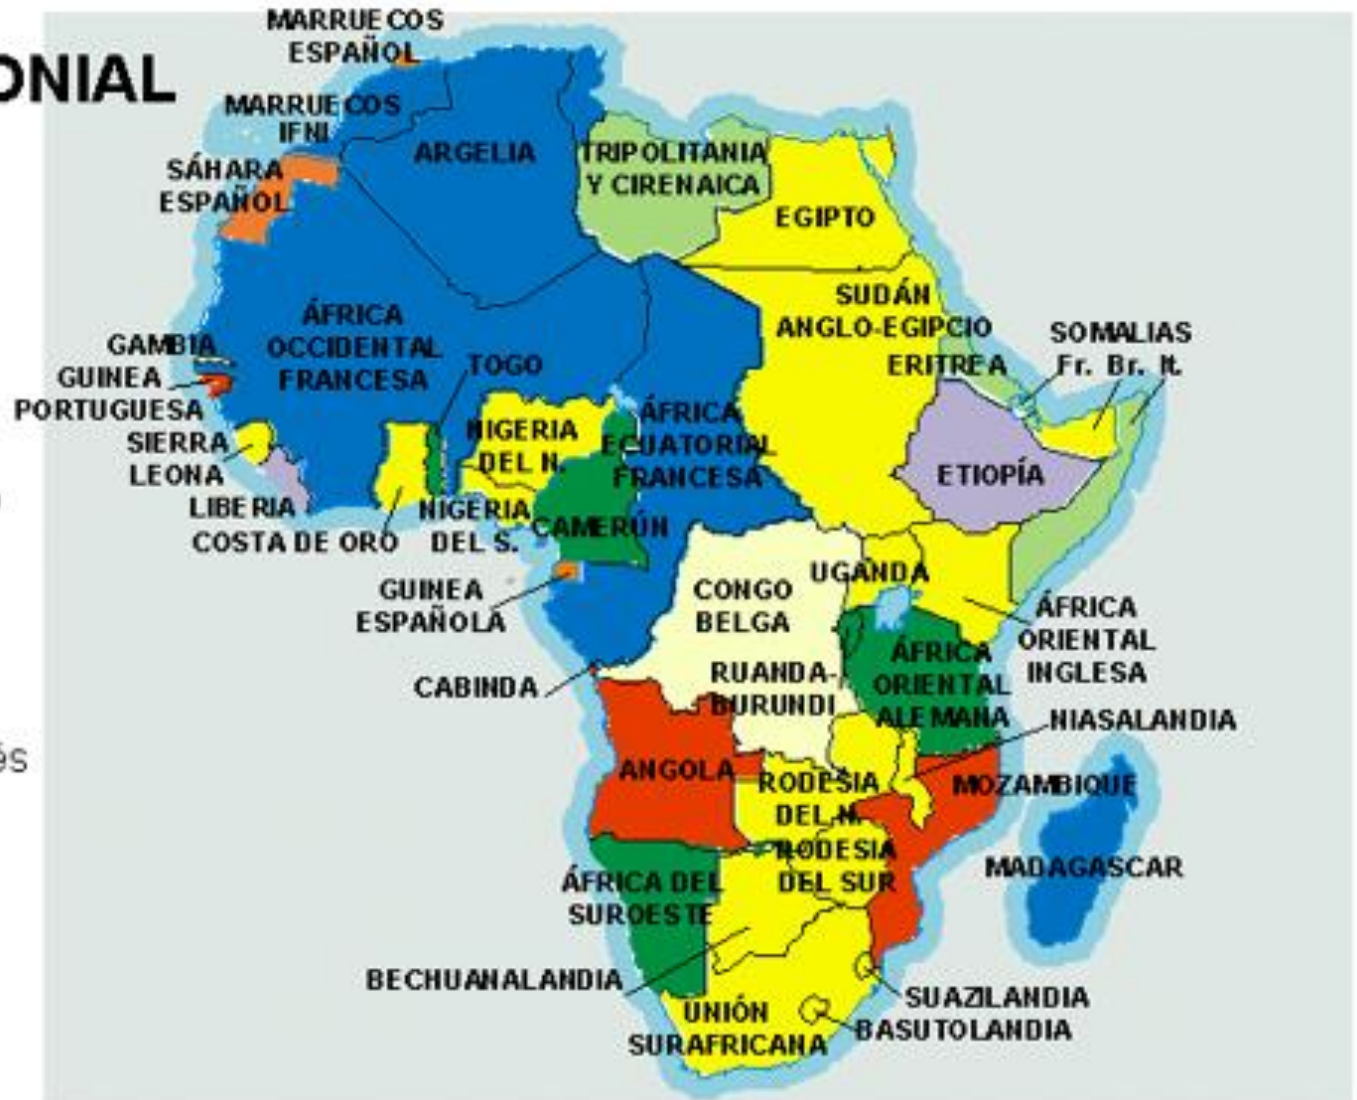 ONIAL
MARRUECOS
ESPAÑOL
MARRUECOS
IFNI
SÁHARA
ESPAÑOL
ARGELIA
TRIPOLITANIA
Y CIRENAICA
EGIPTO
SUDÁN
ANGLO-EGIPCIO
ERITREA
SOMALIAS
Fr. Br. It.
ÁFRICA
OCCIDENTAL
FRANCESA
TOGO
GAMBIA
GUINEA
PORTUGUESA
SIERRA
LEONA
LIBERIA
COSTA DE ORO
NIGERIA
DEL N.
NIGERIA
DEL S.
ÁFRICA
ECUATORIAL
FRANCESA
CAMERÚN
ETIOPÍA
GUINEA
ESPAÑOLA
CONGO
BELGA
UGANDA
ÁFRICA
ORIENTAL
INGLESA
CABINDA
RUANDA-
BURUNDI
ÁFRICA
ORIENTAL
ALEMANA
NIASALANDIA
és
ANGOLA
RODESIA
DEL N.
MOZAMBIQUE
RODESIA
DEL SUR
MADAGASCAR
ÁFRICA DEL
SUROESTE
BECHUANALANDIA
UNIÓN
SURAFRICANA
SUAZILANDIA
BASUTOLANDIA